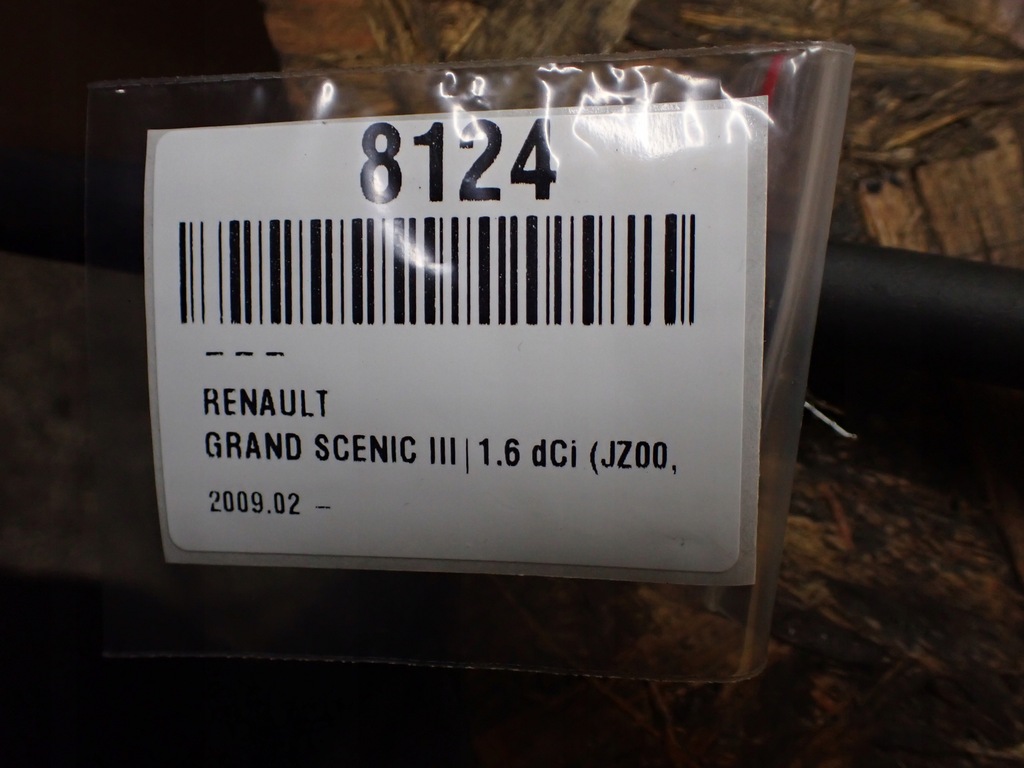 8124
– – –
RENAULT
GRAND SCENIC III|1.6 dCi (JZ00,
2009.02 –